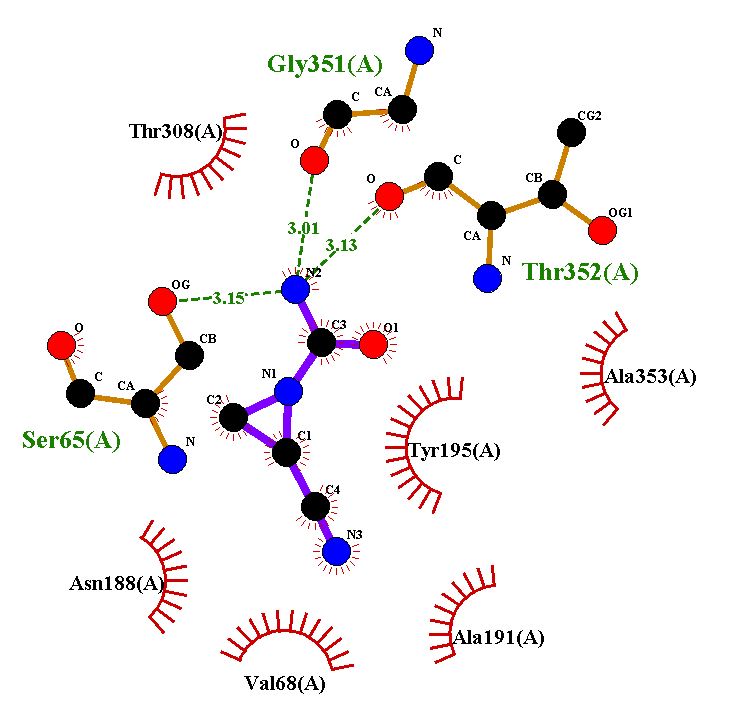 N
Gly351(A)
C
CA
CG2
Thr308(A)
O
O
C
CB
OG1
3.01
3.13
CA
N
Thr352(A)
N2
OG
3.15
O
CB
C3
O1
C
CA
N1
C2
Ala353(A)
Ser65(A)
N
C1
Tyr195(A)
C4
N3
Asn188(A)
Ala191(A)
Val68(A)